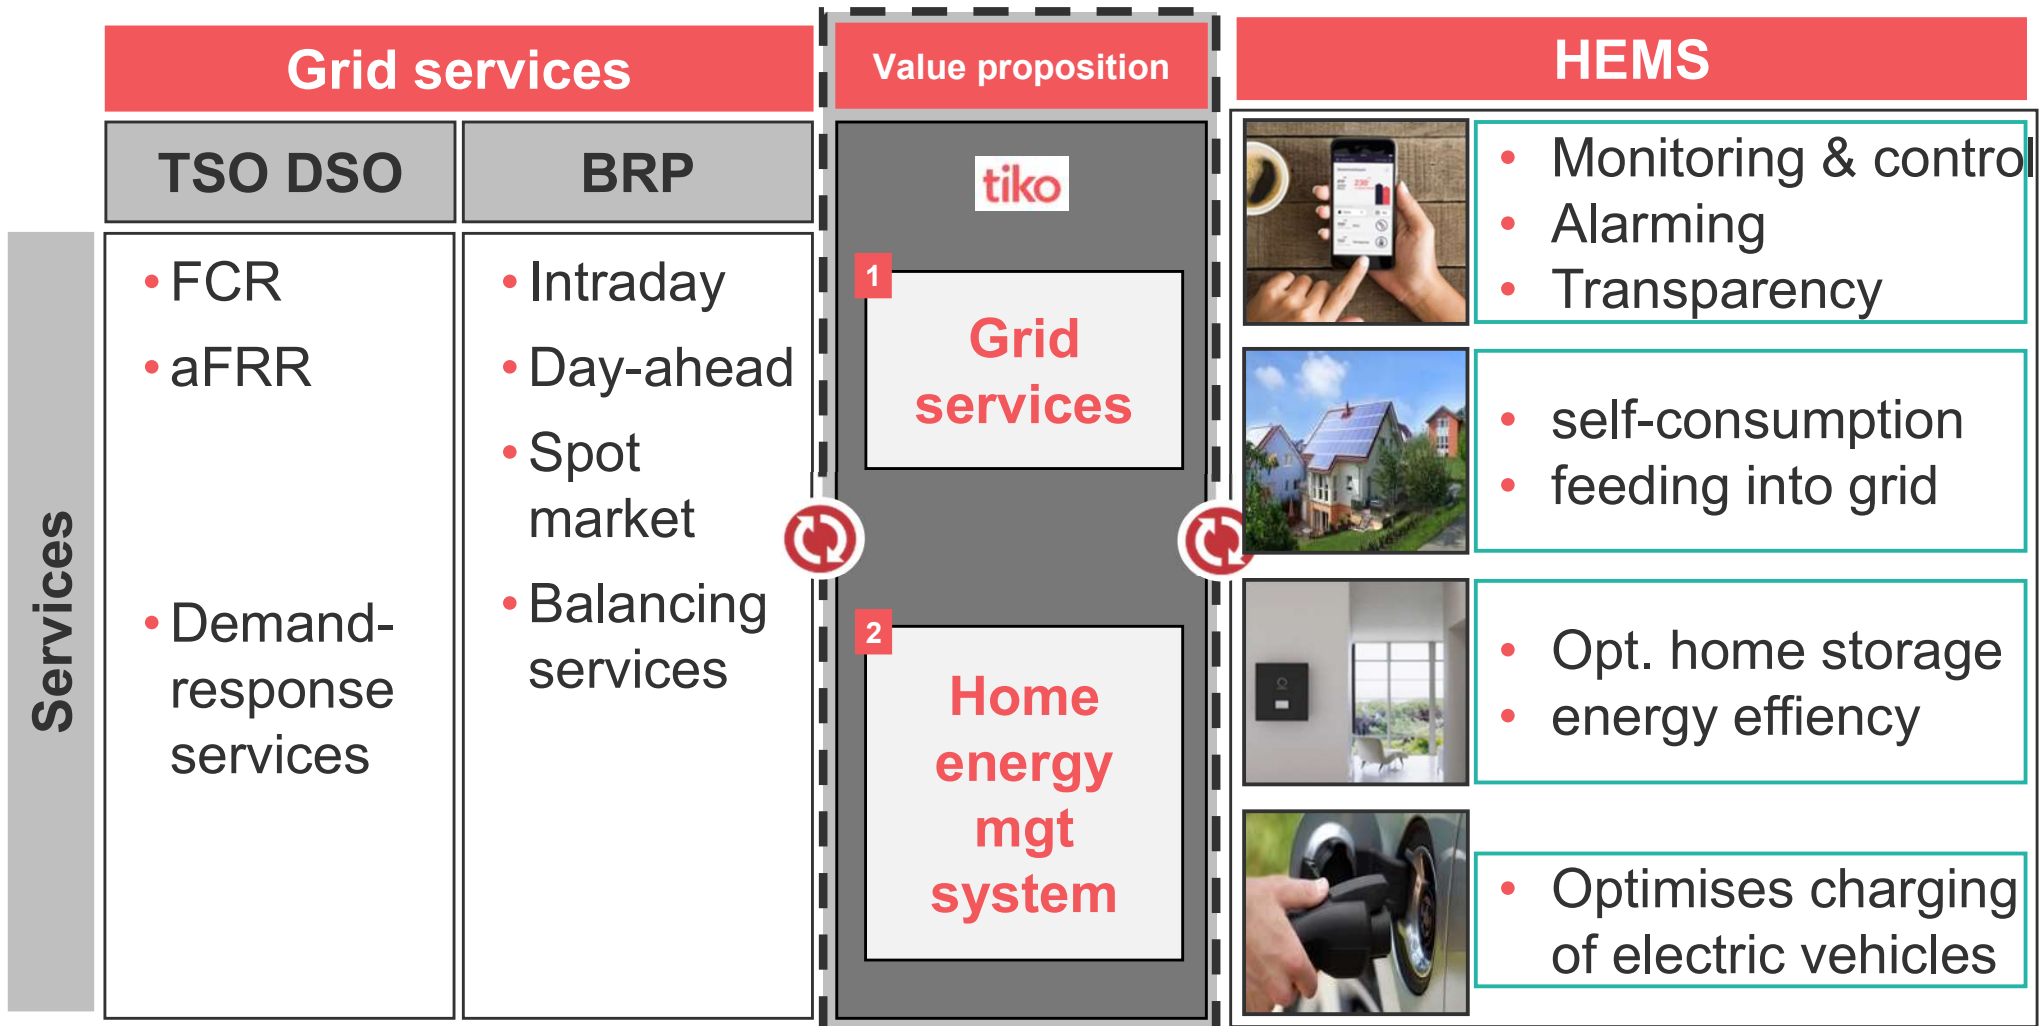 Grid services
Value proposition
HEMS
TSO DSO
BRP
tiko
Services
• FCR
• aFRR
• Demand-
response
services
• Intraday
• Day-ahead
• Spot
market
• Balancing
services
1
Grid
services
2
Home
energy
mgt
system
• Monitoring & control
• Alarming
• Transparency
• self-consumption
• feeding into grid
• Opt. home storage
• energy effiency
• Optimises charging
of electric vehicles